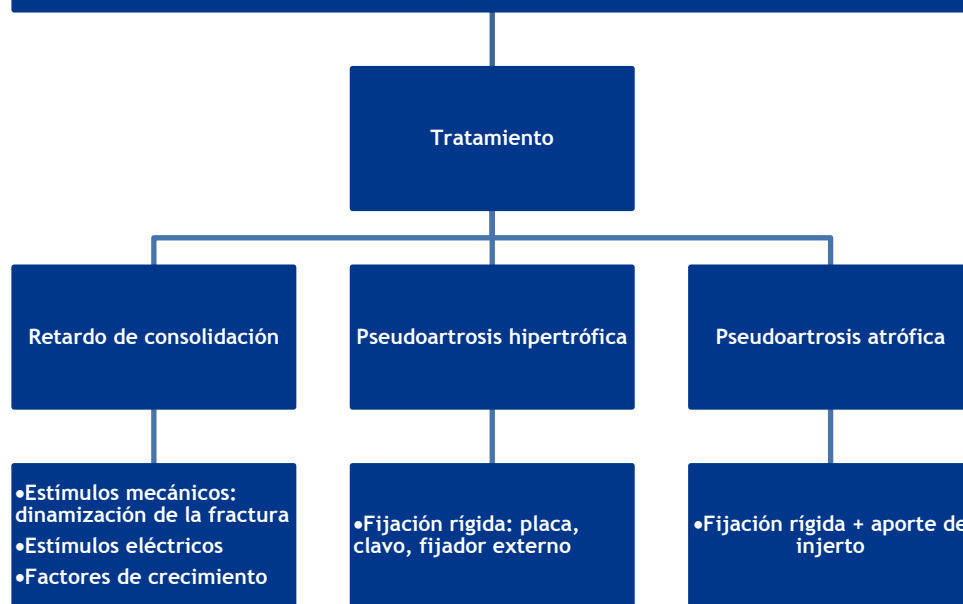 Tratamiento
Retardo de consolidación
Pseudoartrosis hipertrófica
Pseudoartrosis atrófica
•Estímulos mecánicos:
dinamización de la fractura
•Estímulos eléctricos
•Factores de crecimiento
•Fijación rígida: placa,
clavo, fijador externo
•Fijación rígida + aporte de
injerto